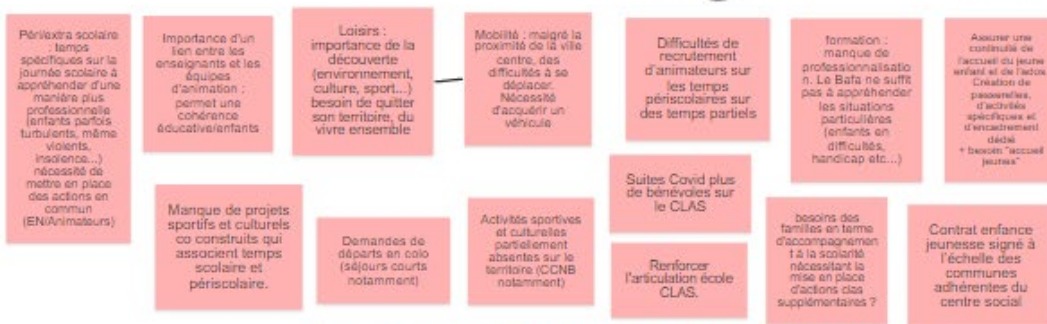 Péri/extra scolaire
: temps
spécifiques sur la
journée scolaire à
appréhender d'une
manière plus
professionnelle
(enfants parfois
turbulents, même
violents,
insolence...)
nécessité de
mettre en place
des actions en
commun
(EN/Animateurs)
Importance d'un
lien entre les
enseignants et les
équipes
d'animation :
permet une
cohérence
éducative/enfants
Loisirs :
importance de la
découverte
(environnement,
culture, sport...)
besoin de quitter
son territoire, du
vivre ensemble
Mobilité : malgré la
proximité de la ville
centre, des
difficultés à se
déplacer.
Nécessité
d'acquérir un
véhicule
Difficultés de
recrutement
d'animateurs sur
les temps
périscolaires sur
des temps partiels
formation :
manque de
professionnalisatio
n. Le Bafa ne suffit
pas à appréhender
les situations
particulières
(enfants en
difficultés,
handicap etc...)
Assurer une
continuité de
l'accueil du jeune
enfant et de l'ados
Création de
passerelles,
d'activités
spécifiques et
d'encadrement
dédié
+ besoin "accueil
jeunes"
Manque de projets
sportifs et culturels
co construits qui
associent temps
scolaire et
périscolaire.
Demandes de
départs en colo
(séjours courts
notamment)
Activités sportives
et culturelles
partiellement
absentes sur le
territoire (CCNB
notamment)
Suites Covid plus
de bénévoles sur
le CLAS
Renforcer
l'articulation école
CLAS.
besoins des
familles en terme
d'accompagnemen
t à la scolarité
nécessitant la
mise en place
d'actions clas
supplémentaires ?
Contrat enfance
jeunesse signé à
l'échelle des
communes
adhérentes du
centre social